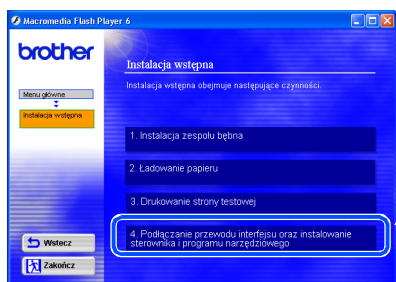 Macromedia Flash Player 6
brother
Menu główne
Instalacja wstępna
Instalacja wstępna
Instalacja wstępna obejmuje następujące czynności.
1. Instalacja zespołu bębna
2. Ładowanie papieru
3. Drukowanie strony testowej
4. Podłączanie przewodu interfejsu oraz instalowanie
sterownika i programu narzędziowego
Wstecz
Zakończ